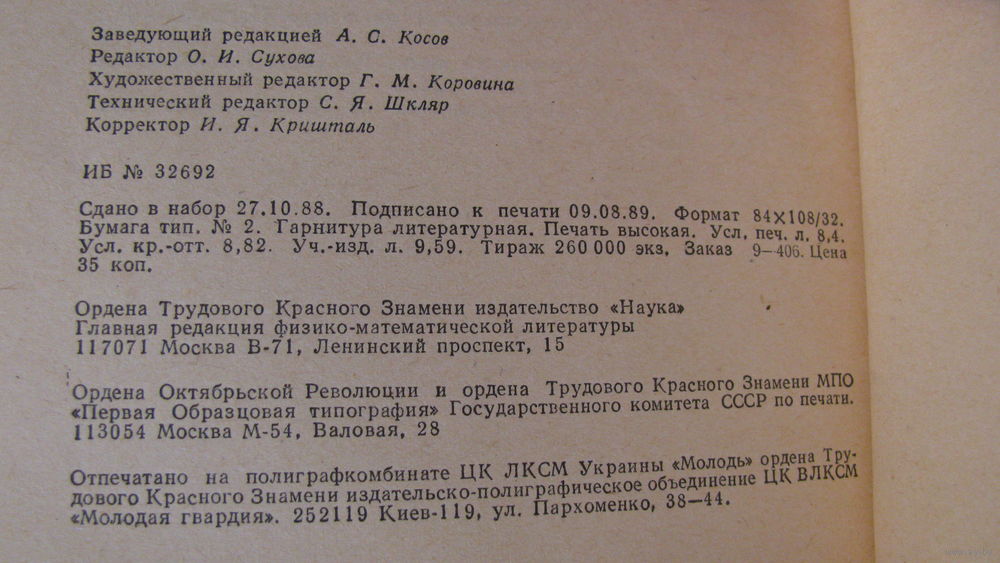 Заведующий редакцией А. С. Косов
Редактор О. И. Сухова
Художественный редактор Г. М. Коровина
Технический редактор С. Я. Шкляр
Корректор И. Я. Кришталь
ИБ № 32692
Сдано в набор 27.10.88. Подписано к печати 09.08.89. Формат 84×108/32.
Бумага тип. № 2. Гарнитура литературная. Печать высокая. Усл. печ. л. 8,4.
Усл. кр.-отт. 8,82. Уч.-изд. л. 9,59. Тираж 260 000 экз. Заказ 9—406. Цена
35 коп.
Ордена Трудового Красного Знамени издательство «Наука»
Главная редакция физико-математической литературы
117071 Москва В-71, Ленинский проспект, 15
Ордена Октябрьской Революции и ордена Трудового Красного Знамени МПО
«Первая Образцовая типография» Государственного комитета СССР по печати.
113054 Москва М-54, Валовая, 28
Отпечатано на полиграфкомбинате ЦК ЛКСМ Украины «Молодь» ордена Тру-
дового Красного Знамени издательско-полиграфическое объединение ЦК ВЛКСМ
«Молодая гвардия». 252119 Киев-119, ул. Пархоменко, 38—44.